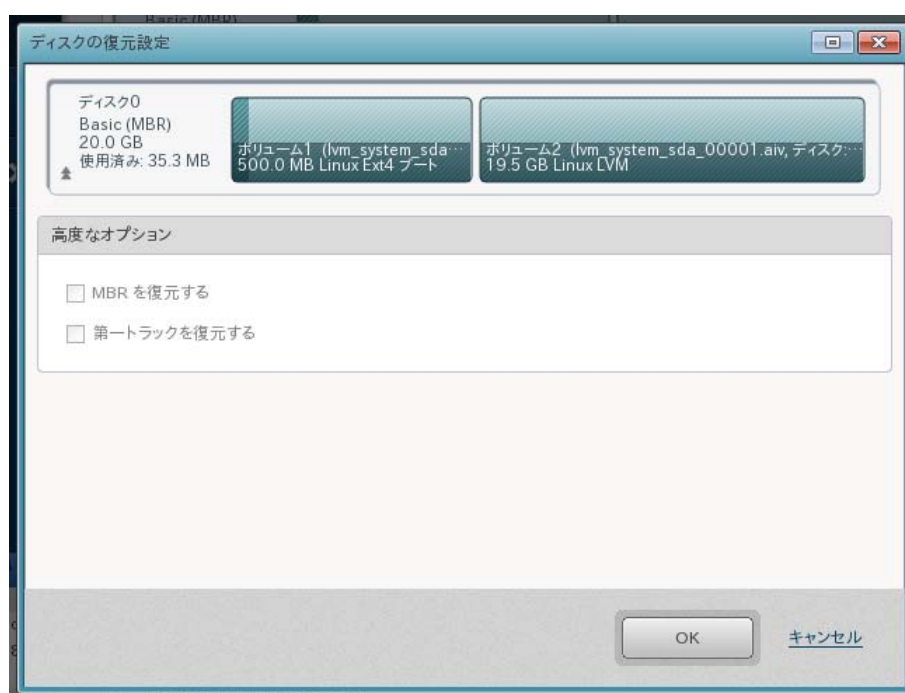 Basic (MBR)
ディスクの復元設定
ディスク0
Basic (MBR)
20.0 GB
使用済み: 35.3 MB
ボリューム1 (lvm_system_sda…
500.0 MB Linux Ext4 ブート
ボリューム2 (lvm_system_sda_00001.aiv, ディスク:…
19.5 GB Linux LVM
高度なオプション
MBR を復元する
第一トラックを復元する
OK
キャンセル